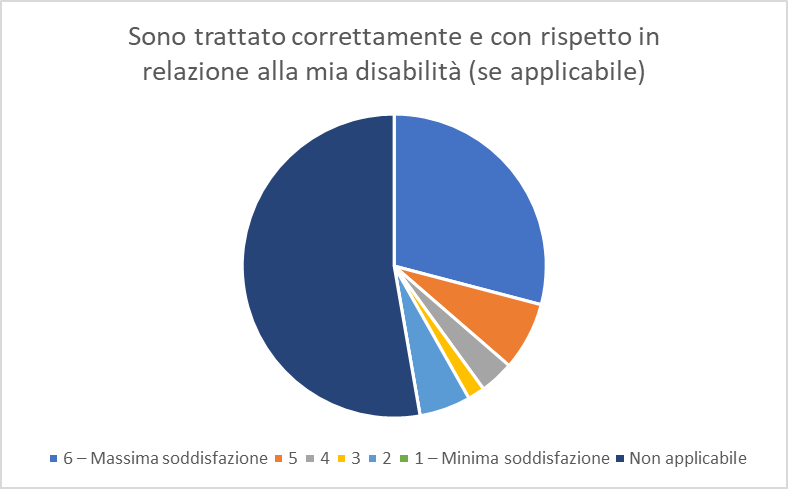 Sono trattato correttamente e con rispetto in
relazione alla mia disabilità (se applicabile)
6 – Massima soddisfazione 5 4 3 2 1 – Minima soddisfazione Non applicabile